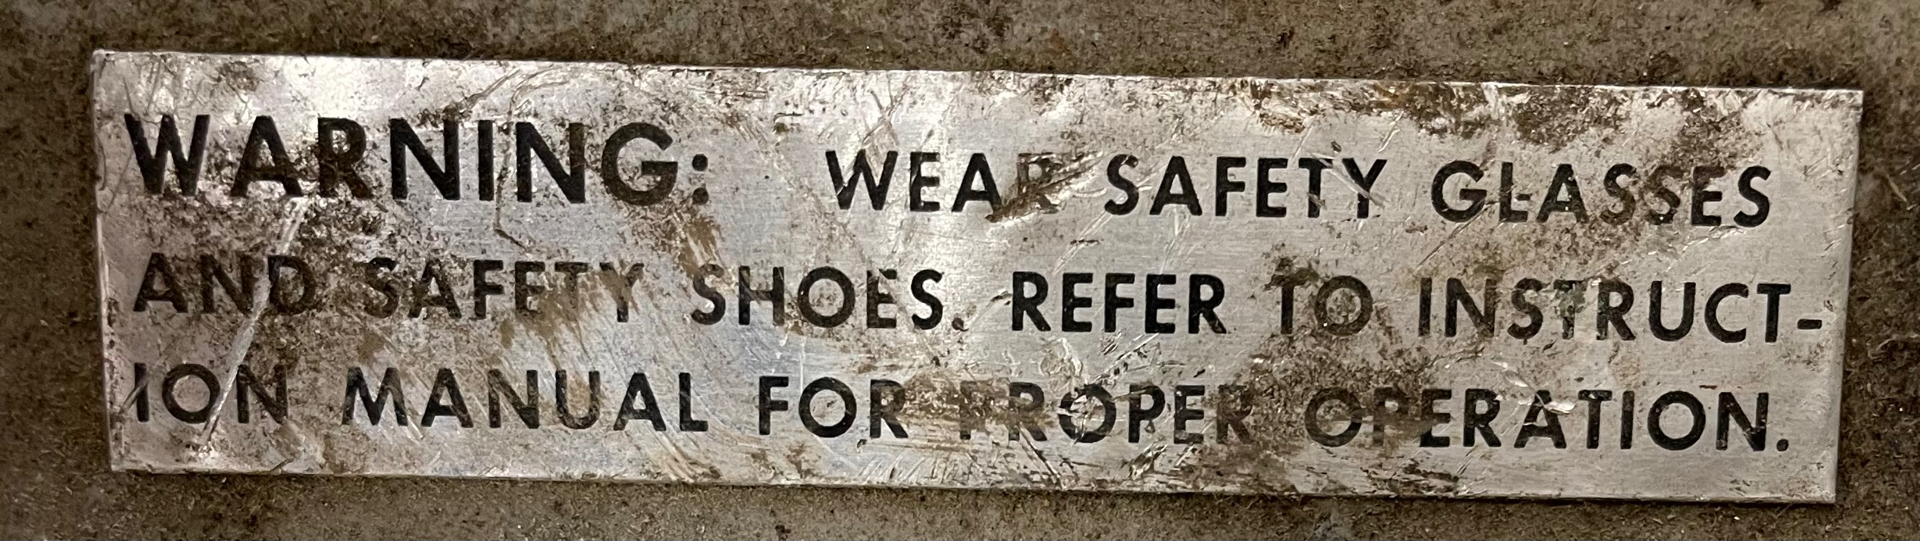 WARNING: WEAR SAFETY GLASSES
AND SAFETY SHOES. REFER TO INSTRUCT-
ION MANUAL FOR PROPER OPERATION.